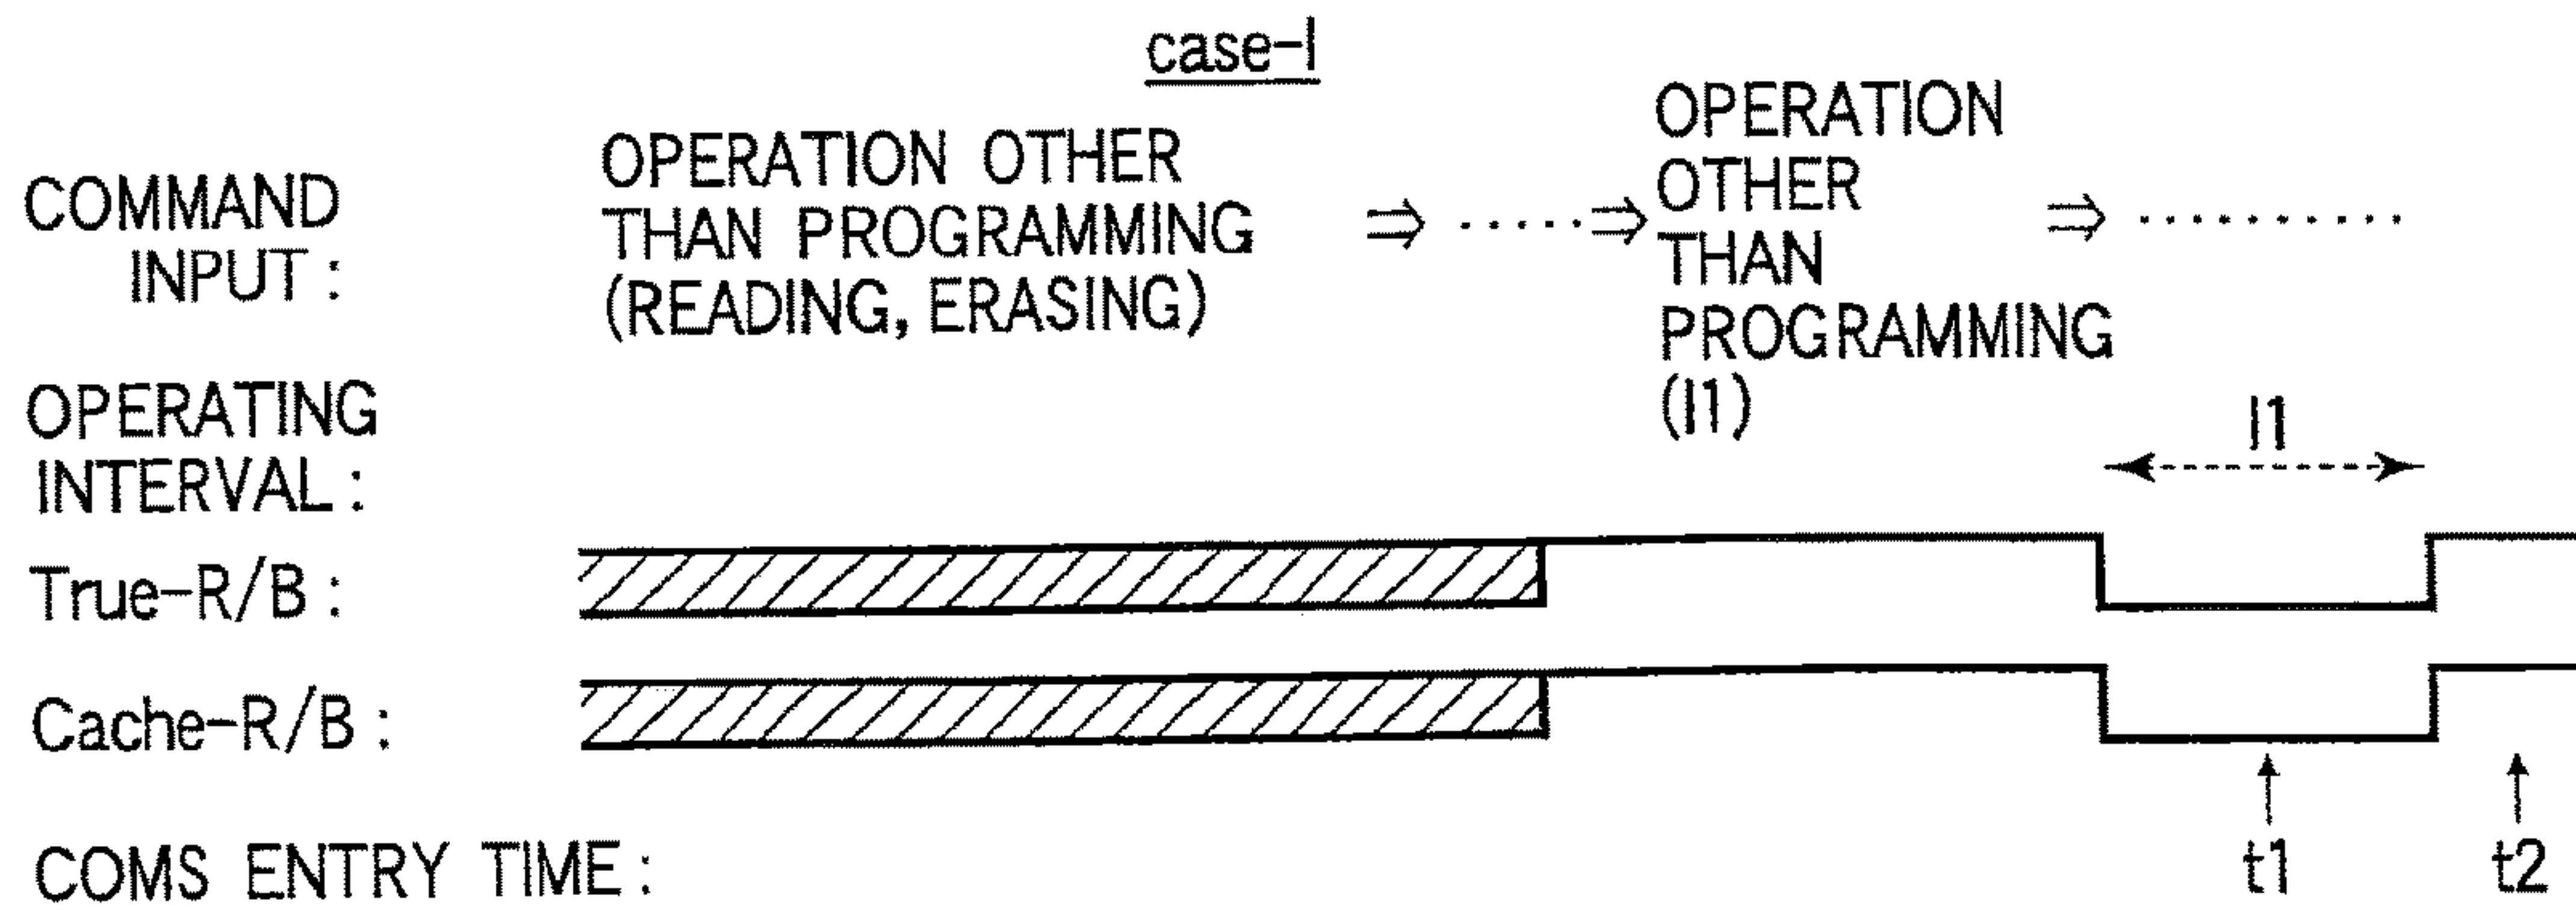 case-I
COMMAND
INPUT :
OPERATION OTHER
THAN PROGRAMMING
(READING, ERASING)
⇒ ····· ⇒
OPERATION
OTHER
THAN
PROGRAMMING
(I1)
⇒ ··········
OPERATING
INTERVAL :
I1
True-R/B :
Cache-R/B :
COMS ENTRY TIME :
t1
t2